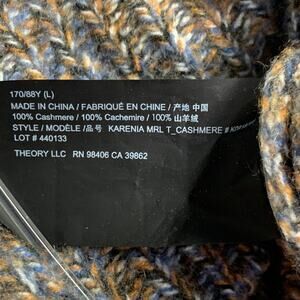 170/88Y (L)
MADE IN CHINA / FABRIQUÉ EN CHINE / 产地 中国
100% Cashmere / 100% Cachemire / 100% 山羊绒
STYLE / MODÈLE /品号 KARENIA MRL T_CASHMERE #
LOT # 440133
THEORY LLC RN 98406 CA 39862